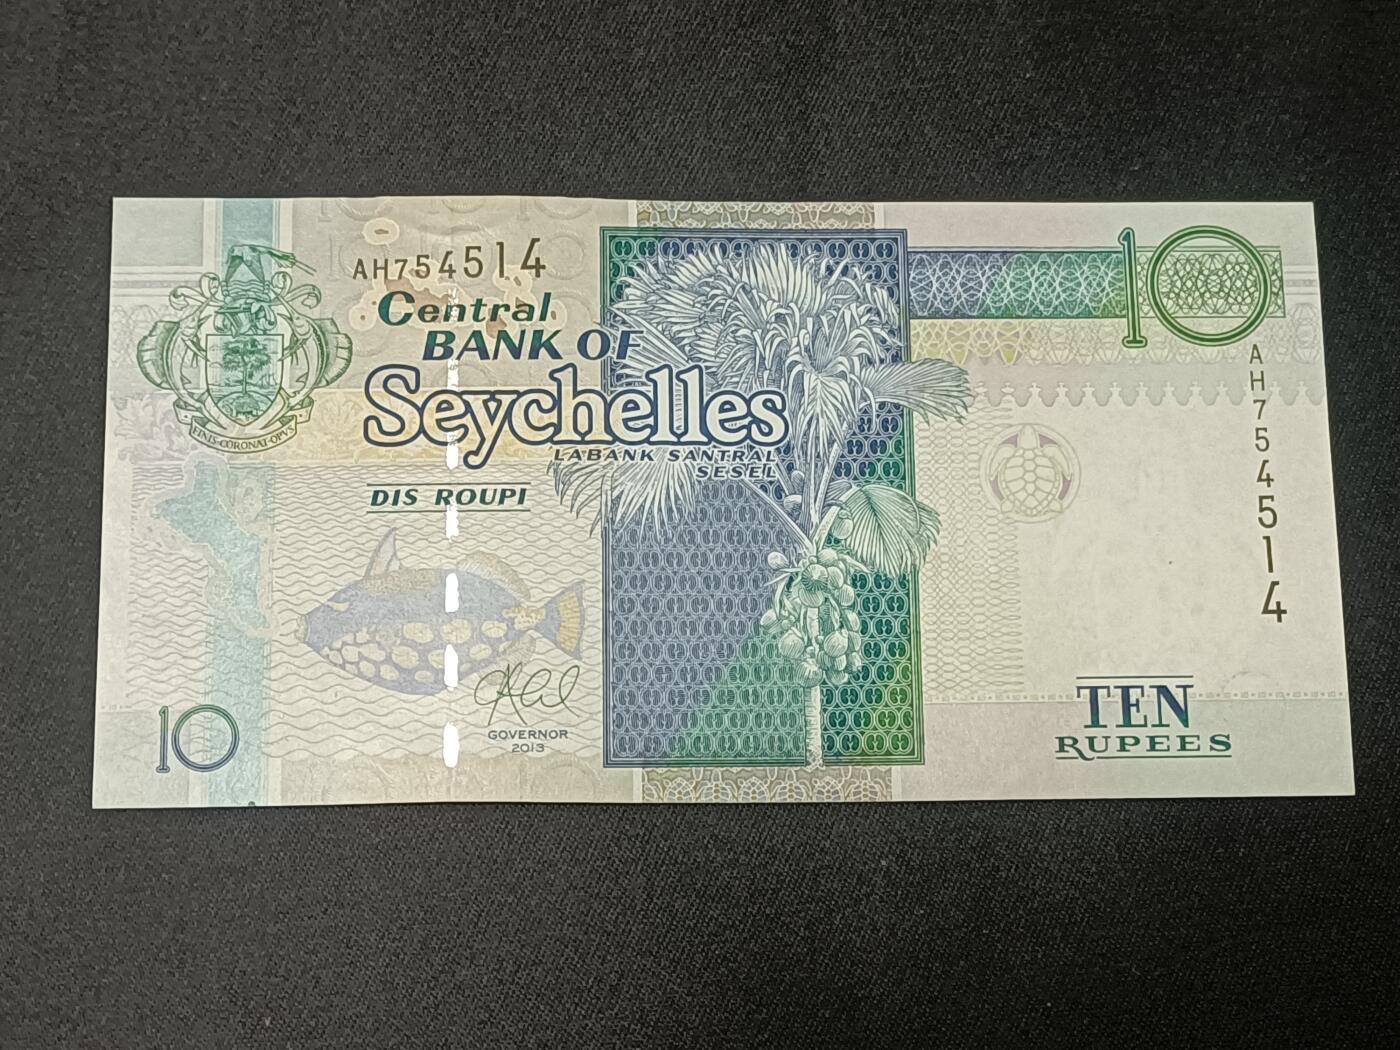 AH754514
Central
BANK OF
Seychelles
LABANK SANTRAL
SESEL
DIS ROUPI
FINIS·CORONAT·OPVS
10
AH754514
GOVERNOR
2013
10
TEN
RUPEES